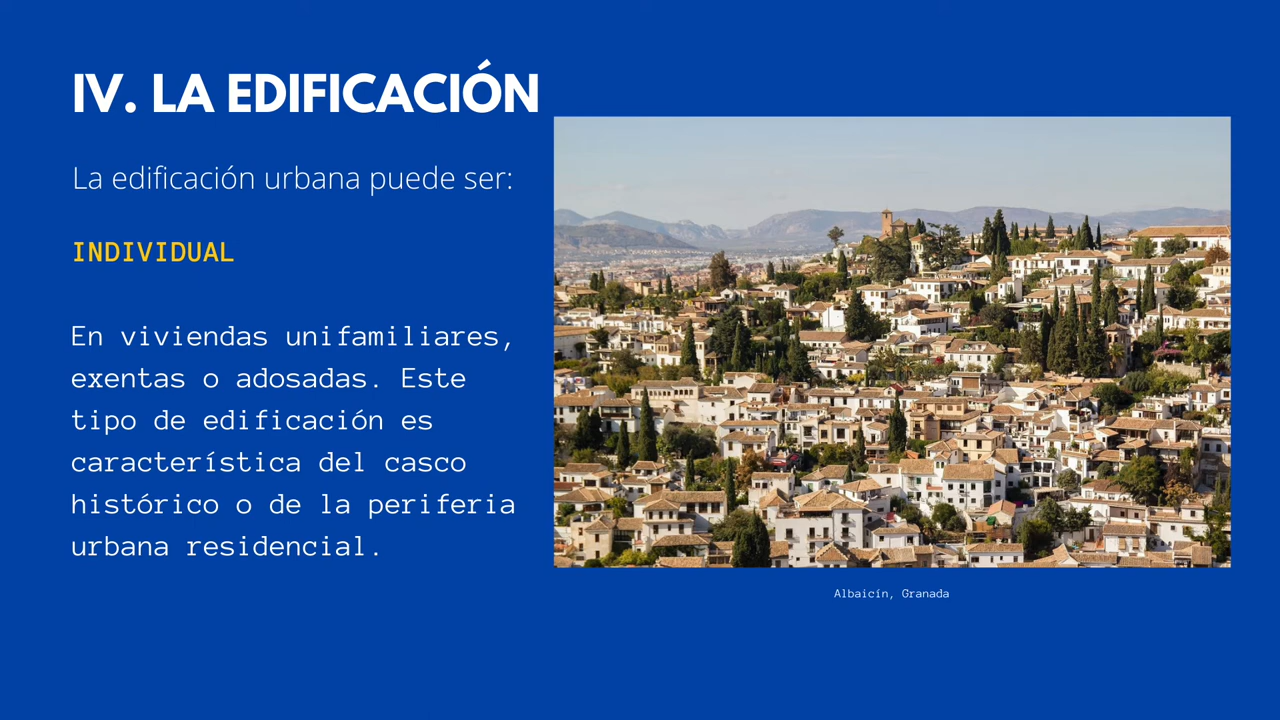 IV. LA EDIFICACIÓN
La edificación urbana puede ser:
INDIVIDUAL
En viviendas unifamiliares,
exentas o adosadas. Este
tipo de edificación es
característica del casco
histórico o de la periferia
urbana residencial.
Albaicín, Granada